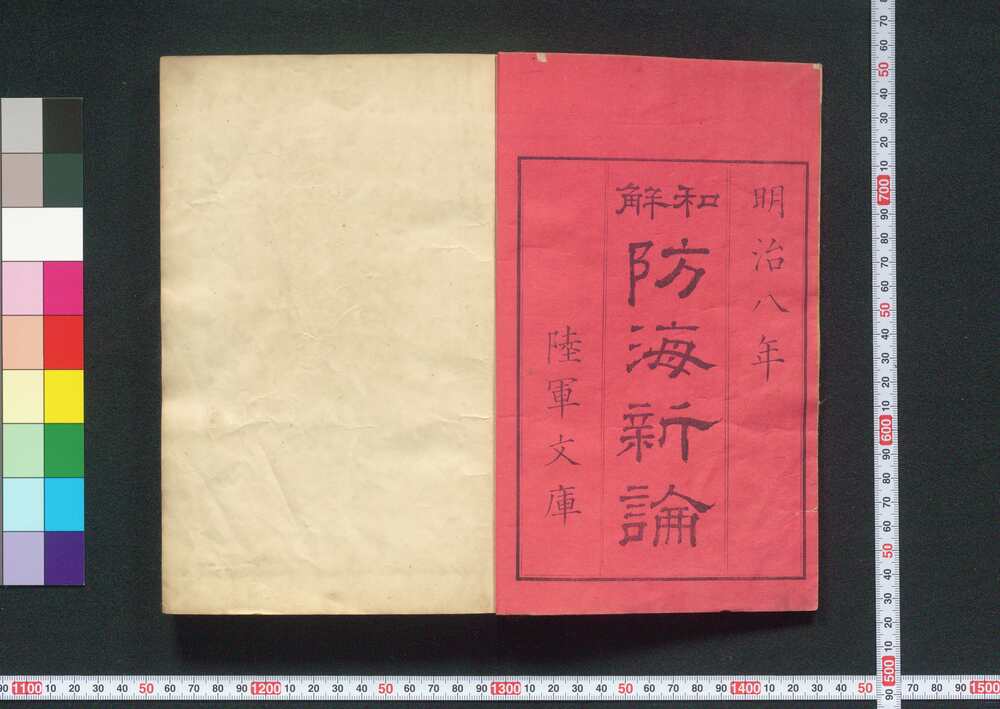 明治八年
和解
防海新論
陸軍文庫